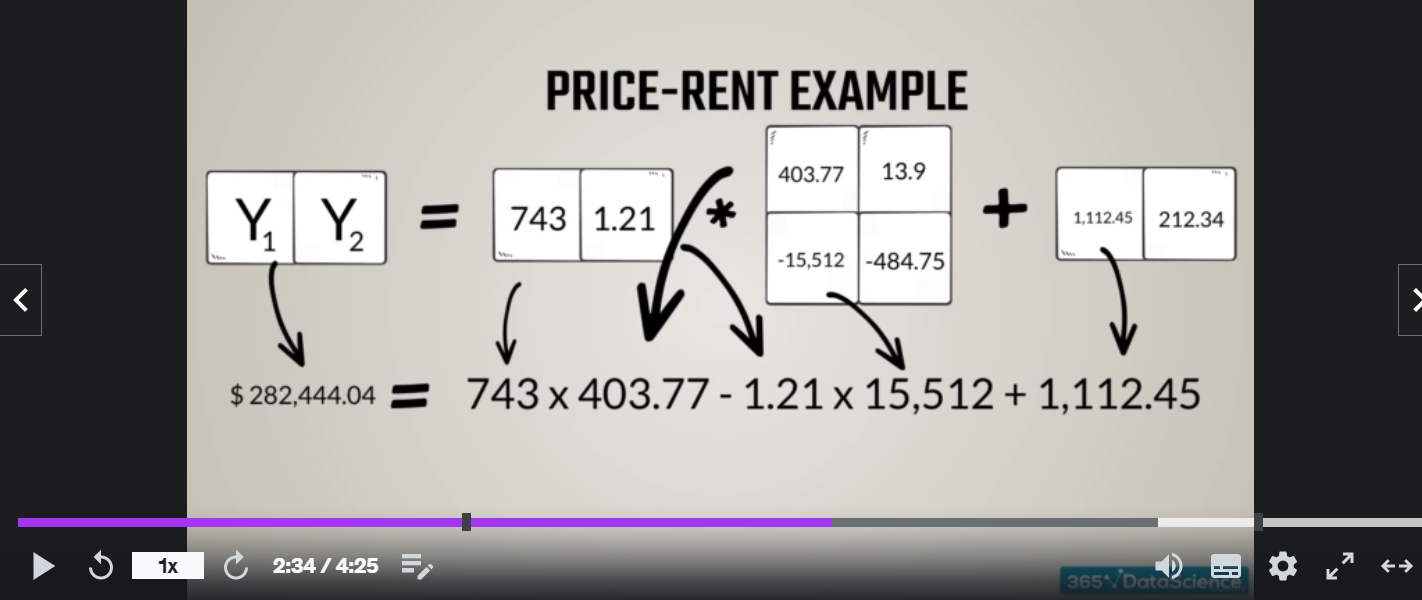 PRICE-RENT EXAMPLE
403.77 13.9
Y1 Y2 = 743 1.21 * + 1,112.45 212.34
-15,512 -484.75
$ 282,444.04 = 743 x 403.77 - 1.21 x 15,512 + 1,112.45
1x 2:34 / 4:25
365 DataScience